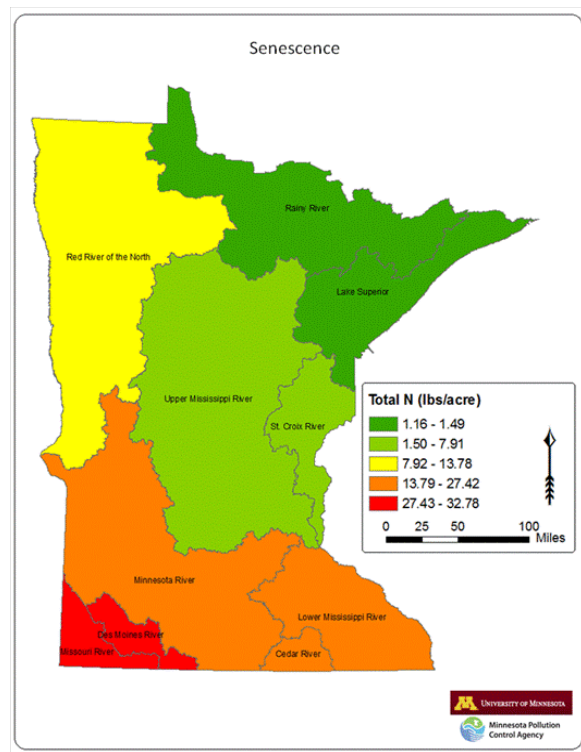 Senescence
Rainy River
Red River of the North
Lake Superior
Upper Mississippi River
St. Croix River
Total N (lbs/acre)
1.16 - 1.49
1.50 - 7.91
7.92 - 13.78
13.79 - 27.42
27.43 - 32.78
0 25 50 100
Miles
Minnesota River
Lower Mississippi River
Des Moines River
Missouri River
Cedar River
M UNIVERSITY OF MINNESOTA
Minnesota Pollution
Control Agency